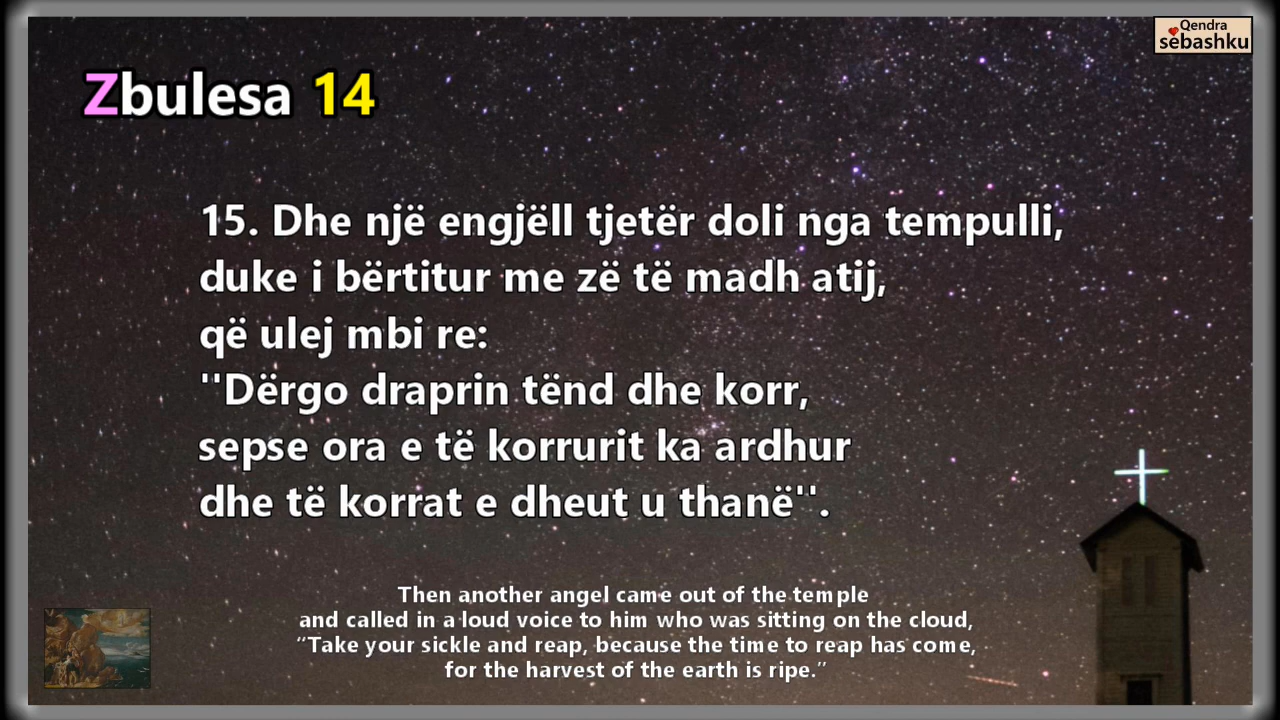 Qendra
sebashku
Zbulesa 14
15. Dhe një engjëll tjetër doli nga tempulli,
duke i bërtitur me zë të madh atij,
që ulej mbi re:
''Dërgo draprin tënd dhe korr,
sepse ora e të korrurit ka ardhur
dhe të korrat e dheut u thanë''.
Then another angel came out of the temple
and called in a loud voice to him who was sitting on the cloud,
“Take your sickle and reap, because the time to reap has come,
for the harvest of the earth is ripe.”